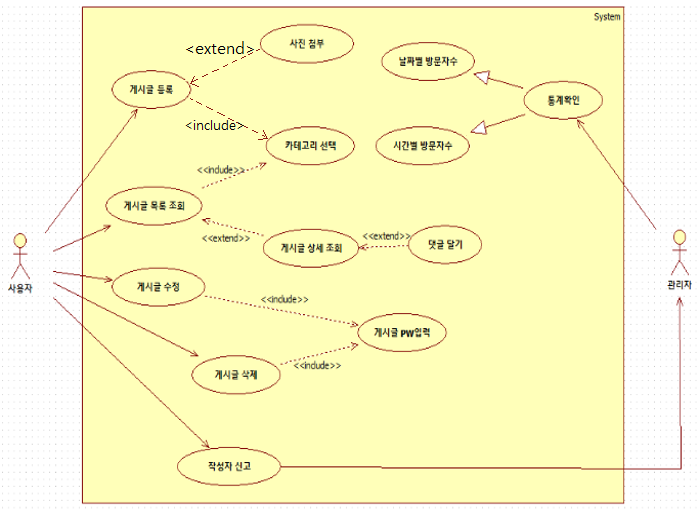 System
<extend>
사진 첨부
날짜별 방문자수
게시글 등록
통계확인
<include>
카테고리 선택
시간별 방문자수
<<include>>
게시글 목록 조회
<<extend>>
게시글 상세 조회
<<extend>>
댓글 달기
사용자
관리자
게시글 수정
<<include>>
게시글 PW입력
게시글 삭제
<<include>>
작성자 신고